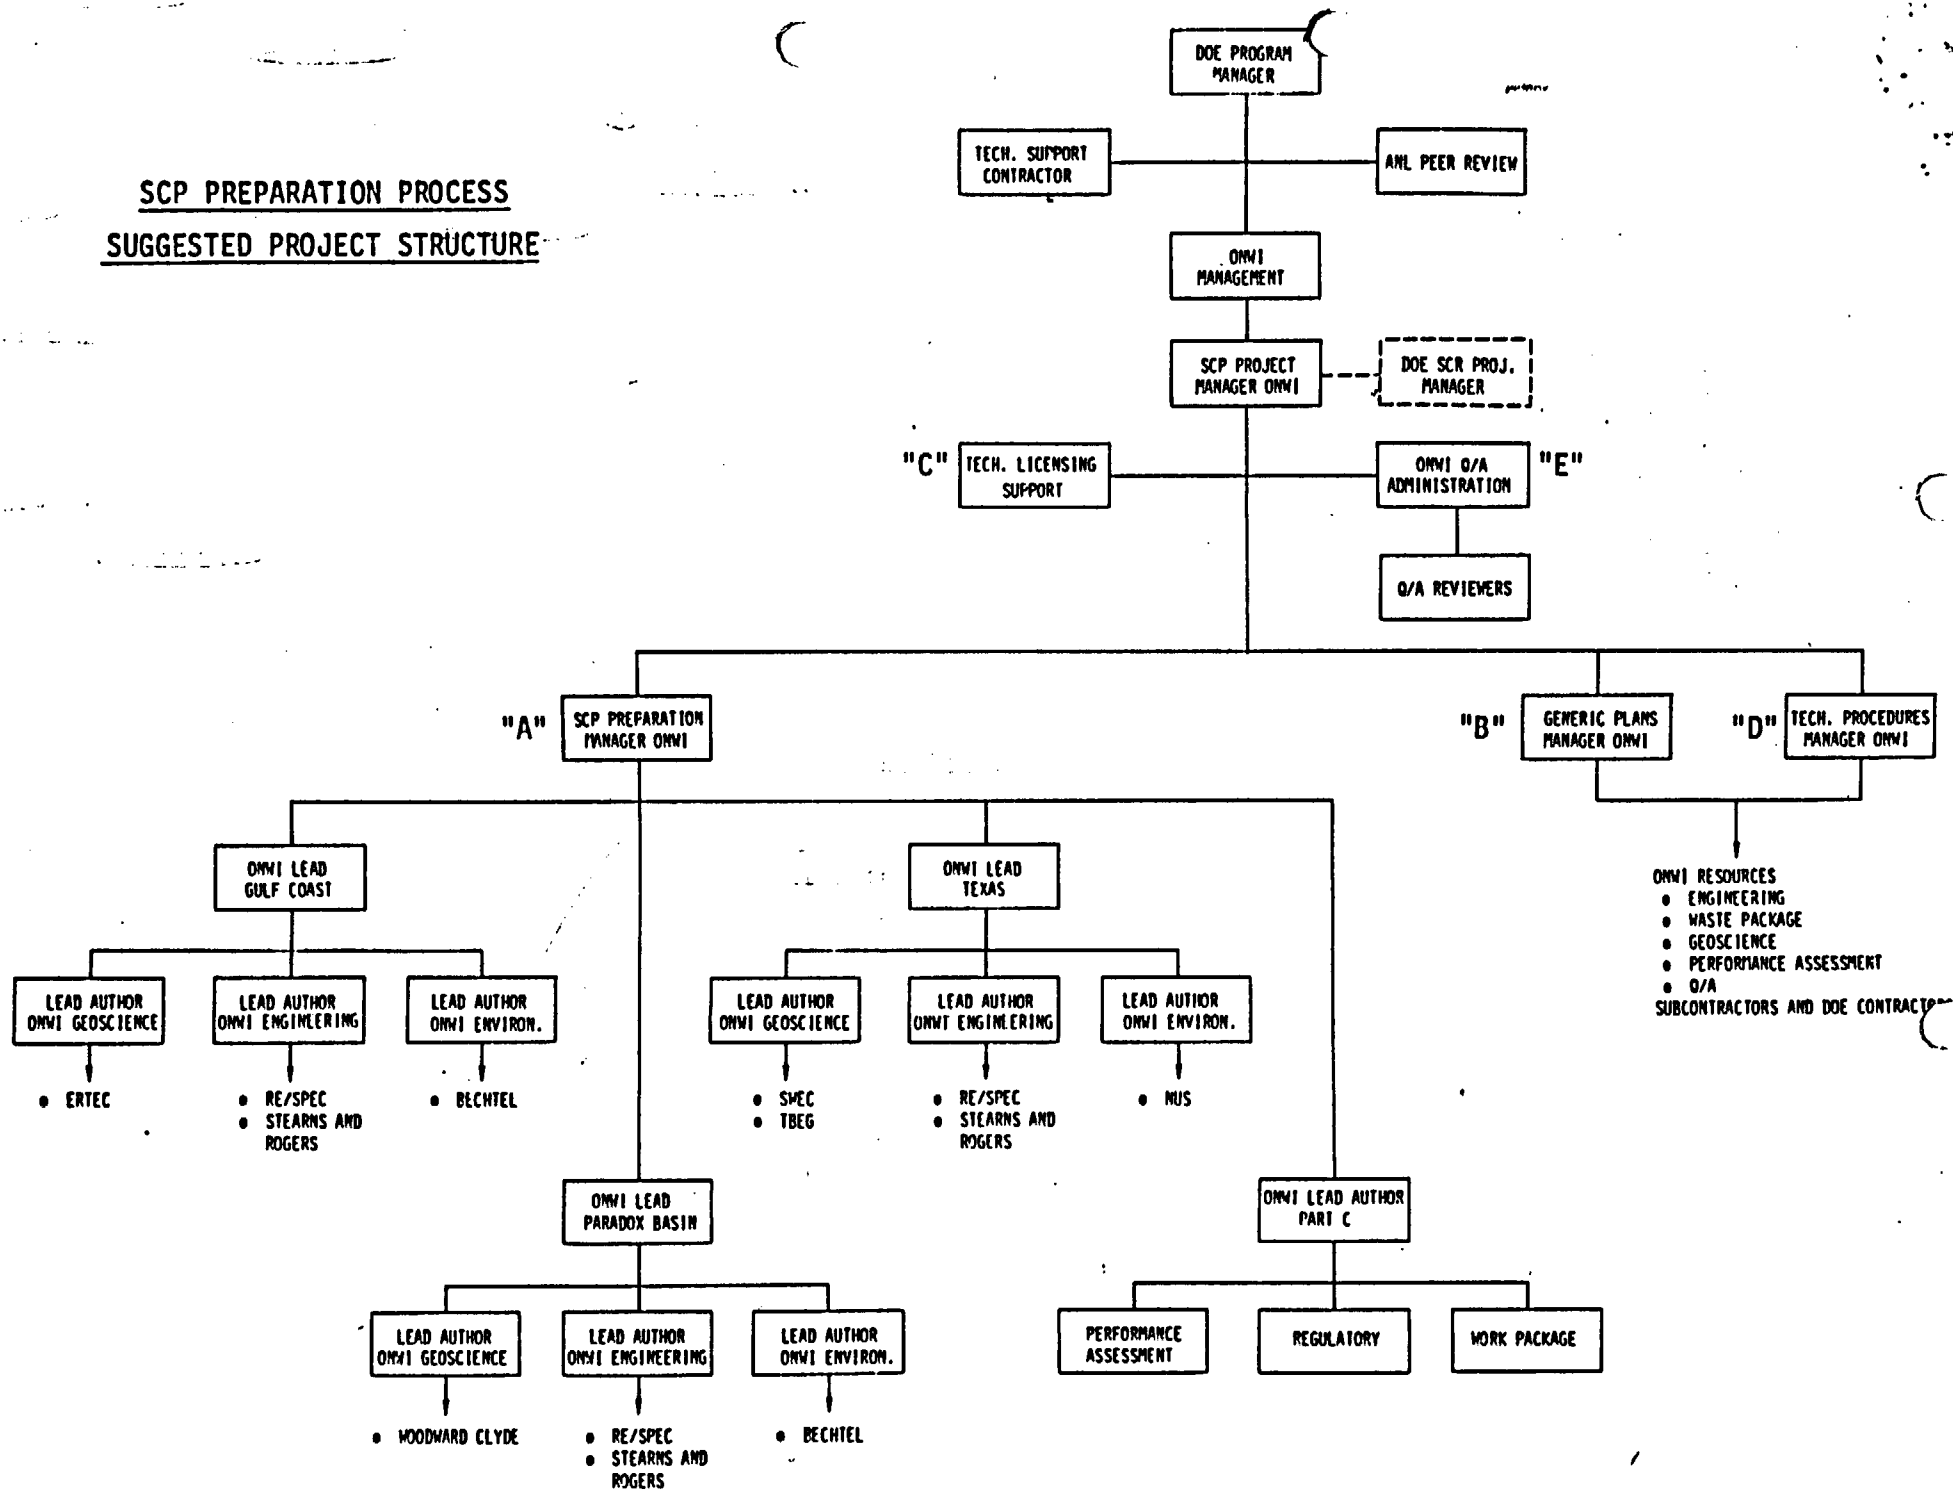 SCP PREPARATION PROCESS
SUGGESTED PROJECT STRUCTURE
DOE PROGRAM
MANAGER
TECH. SUPPORT
CONTRACTOR
ANL PEER REVIEW
ONWI
MANAGEMENT
SCP PROJECT
MANAGER ONWI
DOE SCR PROJ.
MANAGER
"C"
TECH. LICENSING
SUPPORT
ONWI Q/A
ADMINISTRATION
"E"
Q/A REVIEWERS
"A"
SCP PREPARATION
MANAGER ONWI
"B"
GENERIC PLANS
MANAGER ONWI
"D"
TECH. PROCEDURES
MANAGER ONWI
ONWI LEAD
GULF COAST
ONWI LEAD
TEXAS
ONWI RESOURCES
• ENGINEERING
• WASTE PACKAGE
• GEOSCIENCE
• PERFORMANCE ASSESSMENT
• Q/A
SUBCONTRACTORS AND DOE CONTRACTORS
LEAD AUTHOR
ONWI GEOSCIENCE
LEAD AUTHOR
ONWI ENGINEERING
LEAD AUTHOR
ONWI ENVIRON.
LEAD AUTHOR
ONWI GEOSCIENCE
LEAD AUTHOR
ONWI ENGINEERING
LEAD AUTHOR
ONWI ENVIRON.
• ERTEC
• RE/SPEC
• STEARNS AND
ROGERS
• BECHTEL
• SWEC
• TBEG
• RE/SPEC
• STEARNS AND
ROGERS
• NUS
ONWI LEAD
PARADOX BASIN
ONWI LEAD AUTHOR
PART C
LEAD AUTHOR
ONWI GEOSCIENCE
LEAD AUTHOR
ONWI ENGINEERING
LEAD AUTHOR
ONWI ENVIRON.
PERFORMANCE
ASSESSMENT
REGULATORY
WORK PACKAGE
• WOODWARD CLYDE
• RE/SPEC
• STEARNS AND
ROGERS
• BECHTEL